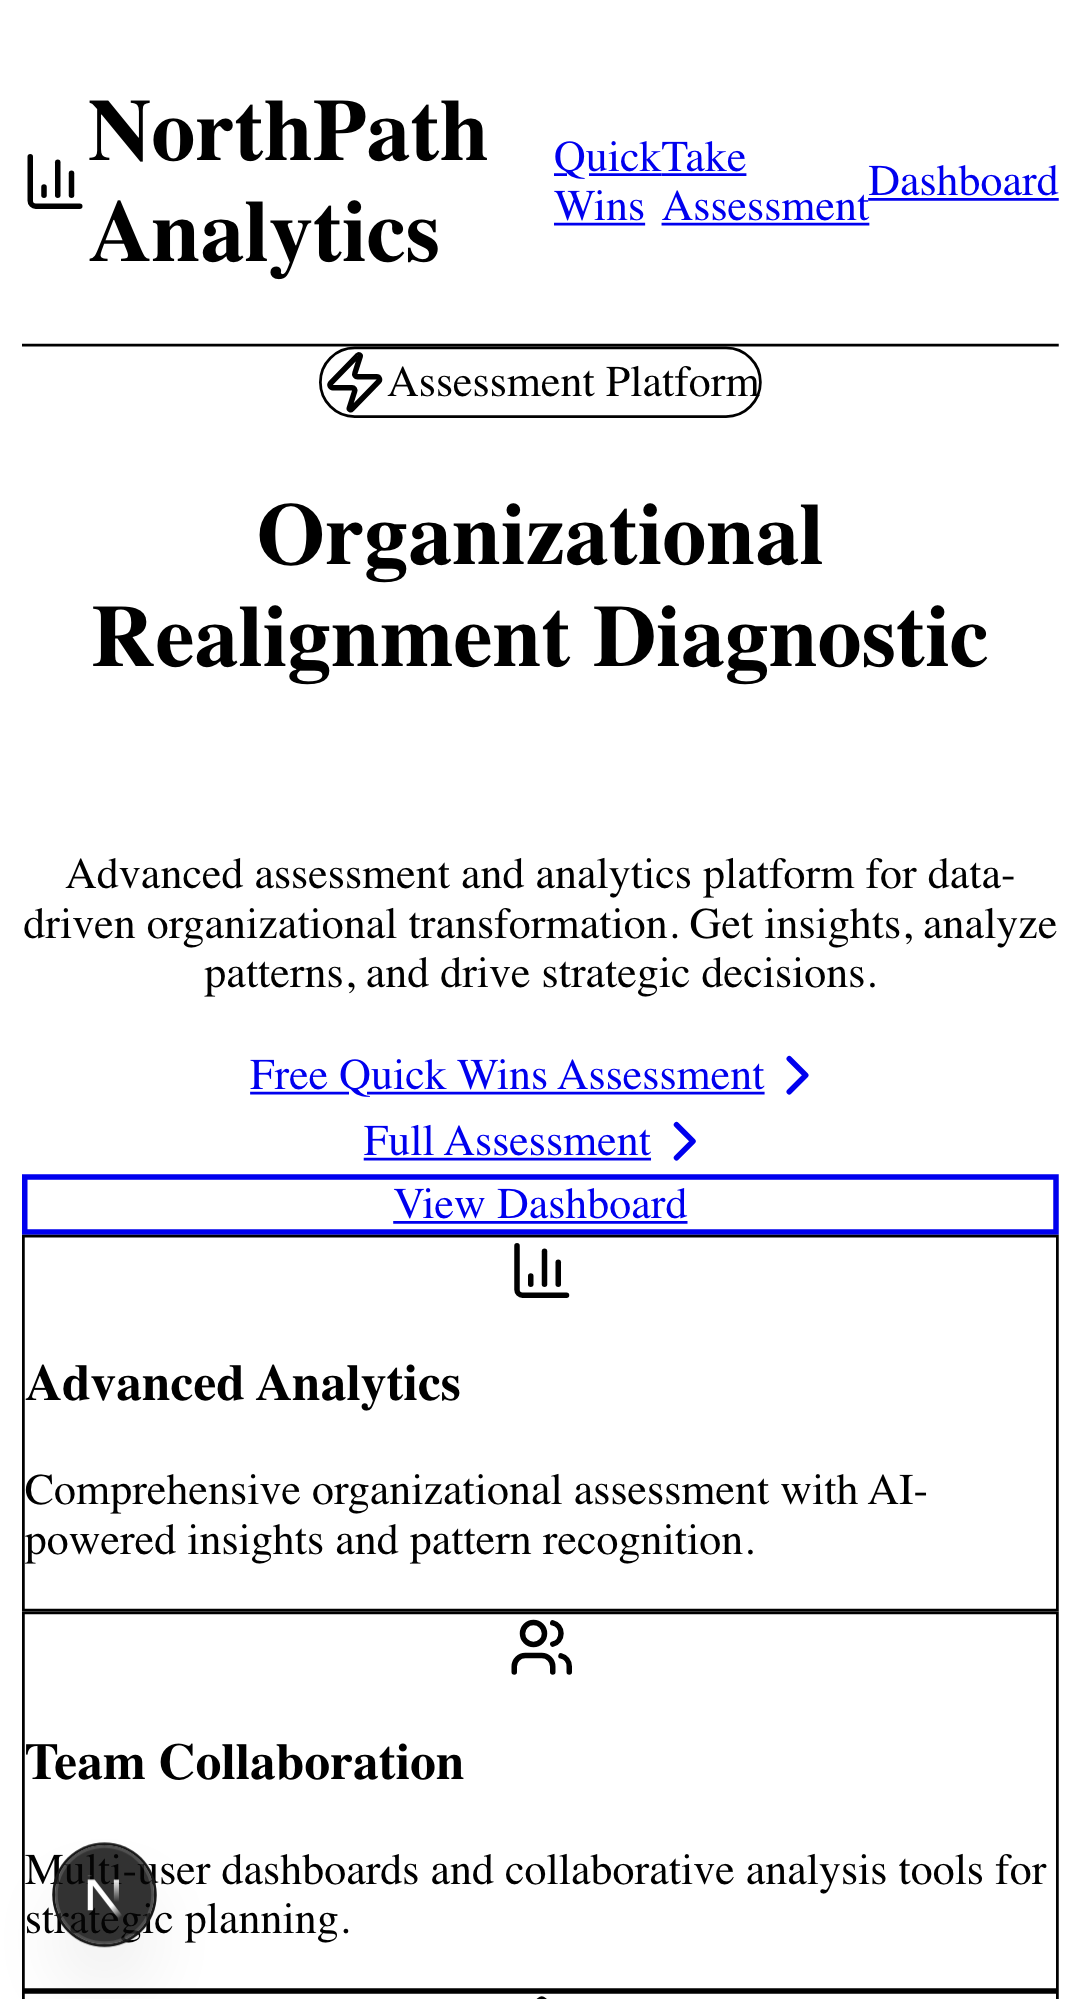 NorthPath
Analytics
Quick
Wins
Take
Assessment
Dashboard
Assessment Platform
Organizational
Realignment Diagnostic
Advanced assessment and analytics platform for data-
driven organizational transformation. Get insights, analyze
patterns, and drive strategic decisions.
Free Quick Wins Assessment
Full Assessment
View Dashboard
Advanced Analytics
Comprehensive organizational assessment with AI-
powered insights and pattern recognition.
Team Collaboration
Multi-user dashboards and collaborative analysis tools for
strategic planning.
N